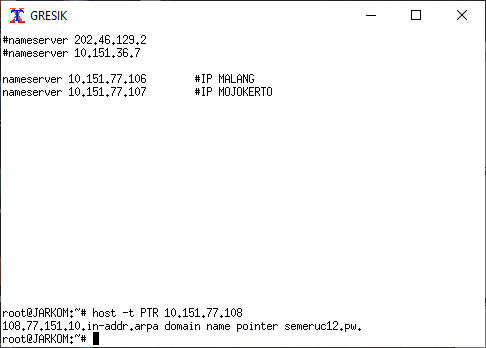 GRESIK
#nameserver 202.46.129.2
#nameserver 10.151.36.7
nameserver 10.151.77.106 #IP MALANG
nameserver 10.151.77.107 #IP MOJOKERTO
root@JARKOM:~# host -t PTR 10.151.77.108
108.77.151.10.in-addr.arpa domain name pointer semeruc12.pw.
root@JARKOM:~#